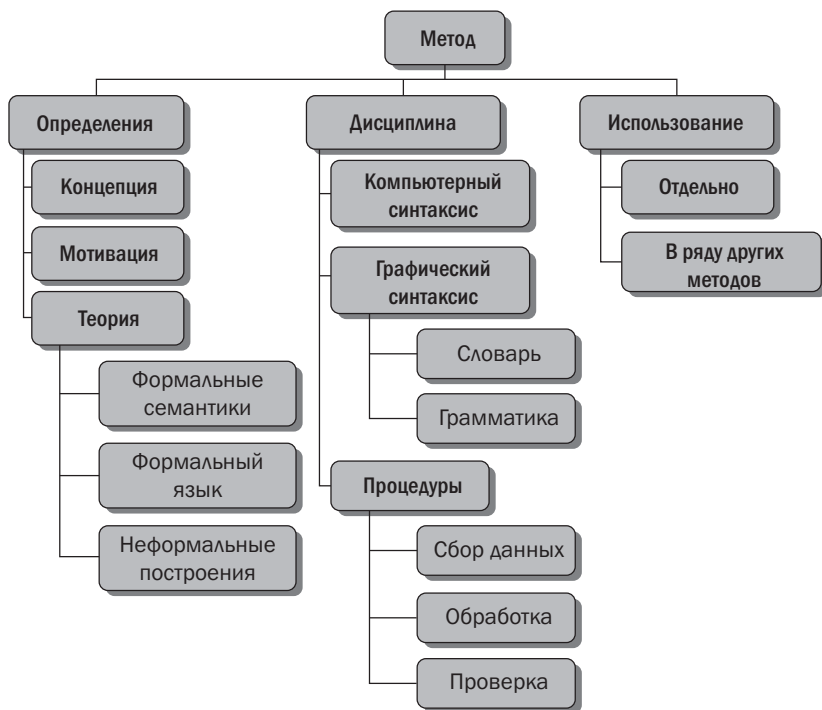 Метод
Определения
Концепция
Мотивация
Теория
Формальные
семантики
Формальный
язык
Неформальные
построения
Дисциплина
Компьютерный
синтаксис
Графический
синтаксис
Словарь
Грамматика
Процедуры
Сбор данных
Обработка
Проверка
Использование
Отдельно
В ряду других
методов